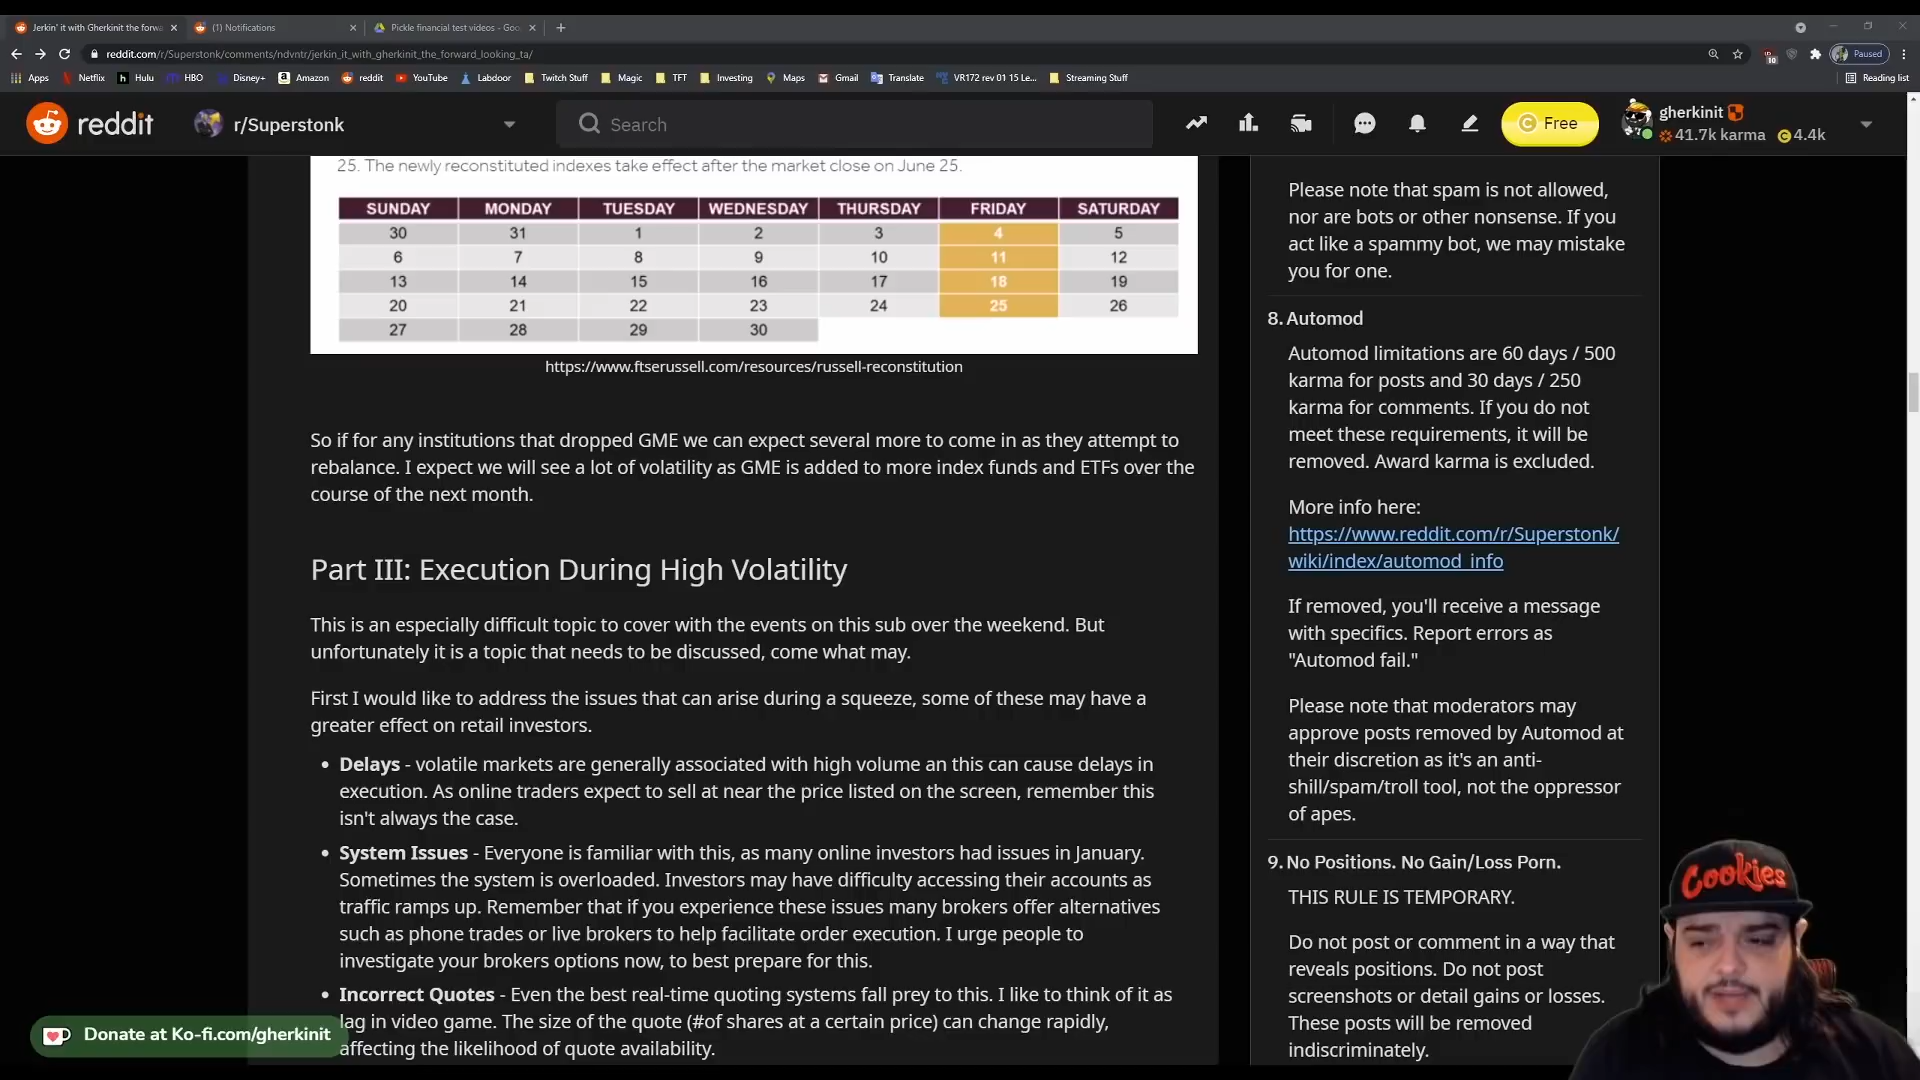 Jerkin' it with Gherkinit the forwa
(1) Notifications
Pickle financial test videos - Goo
reddit.com/r/Superstonk/comments/ndvntr/jerkin_it_with_gherkinit_the_forward_looking_ta/
10
Paused
Apps
Netflix
Hulu
HBO
Disney+
Amazon
reddit
YouTube
Labdoor
Twitch Stuff
Magic
TFT
Investing
Maps
Gmail
Translate
VR172 rev 01 15 Le...
Streaming Stuff
Reading list
reddit
r/Superstonk
Search
Free
gherkinit
41.7k karma
4.4k
25. The newly reconstituted indexes take effect after the market close on June 25.
SUNDAY MONDAY TUESDAY WEDNESDAY THURSDAY FRIDAY SATURDAY
30 31 1 2 3 4 5
6 7 8 9 10 11 12
13 14 15 16 17 18 19
20 21 22 23 24 25 26
27 28 29 30
https://www.ftserussell.com/resources/russell-reconstitution
So if for any institutions that dropped GME we can expect several more to come in as they attempt to
rebalance. I expect we will see a lot of volatility as GME is added to more index funds and ETFs over the
course of the next month.
Part III: Execution During High Volatility
This is an especially difficult topic to cover with the events on this sub over the weekend. But
unfortunately it is a topic that needs to be discussed, come what may.
First I would like to address the issues that can arise during a squeeze, some of these may have a
greater effect on retail investors.
• Delays - volatile markets are generally associated with high volume an this can cause delays in
execution. As online traders expect to sell at near the price listed on the screen, remember this
isn't always the case.
• System Issues - Everyone is familiar with this, as many online investors had issues in January.
Sometimes the system is overloaded. Investors may have difficulty accessing their accounts as
traffic ramps up. Remember that if you experience these issues many brokers offer alternatives
such as phone trades or live brokers to help facilitate order execution. I urge people to
investigate your brokers options now, to best prepare for this.
• Incorrect Quotes - Even the best real-time quoting systems fall prey to this. I like to think of it as
lag in video game. The size of the quote (#of shares at a certain price) can change rapidly,
affecting the likelihood of quote availability.
Donate at Ko-fi.com/gherkinit
Please note that spam is not allowed,
nor are bots or other nonsense. If you
act like a spammy bot, we may mistake
you for one.
8. Automod
Automod limitations are 60 days / 500
karma for posts and 30 days / 250
karma for comments. If you do not
meet these requirements, it will be
removed. Award karma is excluded.
More info here:
https://www.reddit.com/r/Superstonk/
wiki/index/automod_info
If removed, you'll receive a message
with specifics. Report errors as
"Automod fail."
Please note that moderators may
approve posts removed by Automod at
their discretion as it's an anti-
shill/spam/troll tool, not the oppressor
of apes.
9. No Positions. No Gain/Loss Porn.
THIS RULE IS TEMPORARY.
Do not post or comment in a way that
reveals positions. Do not post
screenshots or detail gains or losses.
These posts will be removed
indiscriminately.
Cookies